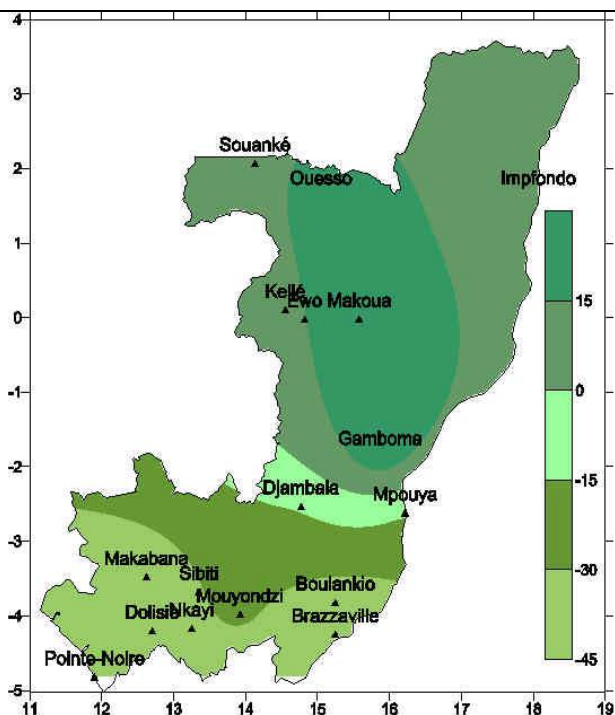 4
3
Souanké
2
Ouesso
Impfondo
1
15
Kellé
Ewo Makoua
0
0
-1
Gamboma
-2
-15
Djambala
Mpouya
-3
-30
Makabana
Sibiti
Boulankio
Mouyondzi
-4
Dolisie
Nkayi
Brazzaville
Pointe-Noire
-45
-5
11 12 13 14 15 16 17 18 19